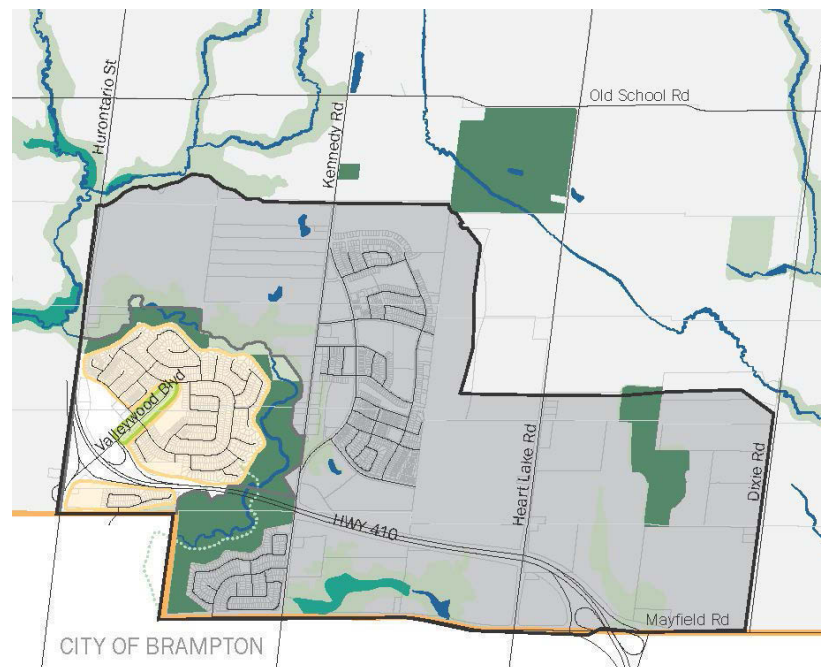 Hurontario St
Kennedy Rd
Old School Rd
Valleywood Blvd
Heart Lake Rd
Dixie Rd
HWY 410
Mayfield Rd
CITY OF BRAMPTON